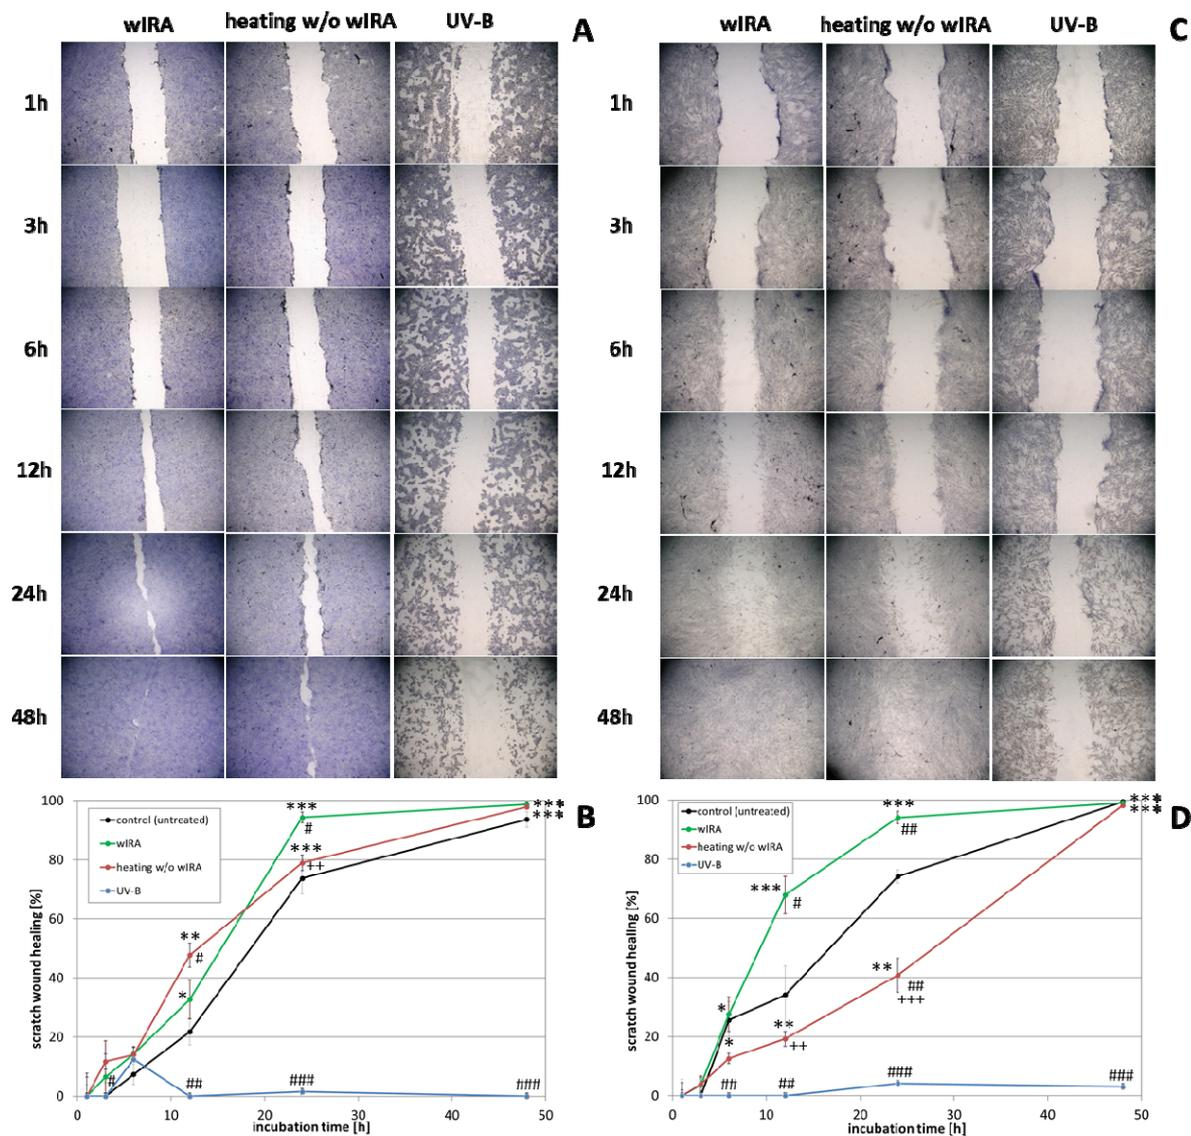 wIRA heating w/o wIRA UV-B A
1h
3h
6h
12h
24h
48h
wIRA heating w/o wIRA UV-B C
1h
3h
6h
12h
24h
48h
B
scratch wound healing [%]
100
80
60
40
20
0
control (untreated)
wIRA
heating w/o wIRA
UV-B
#
** #
*
##
*** #
*** ++
###
***
***
###
0 10 20 30 40 50
incubation time [h]
D
scratch wound healing [%]
100
80
60
40
20
0
control (untreated)
wIRA
heating w/o wIRA
UV-B
*
*
##
*** #
** ++
##
*** ##
** ## +++
###
***
***
###
0 10 20 30 40 50
incubation time [h]